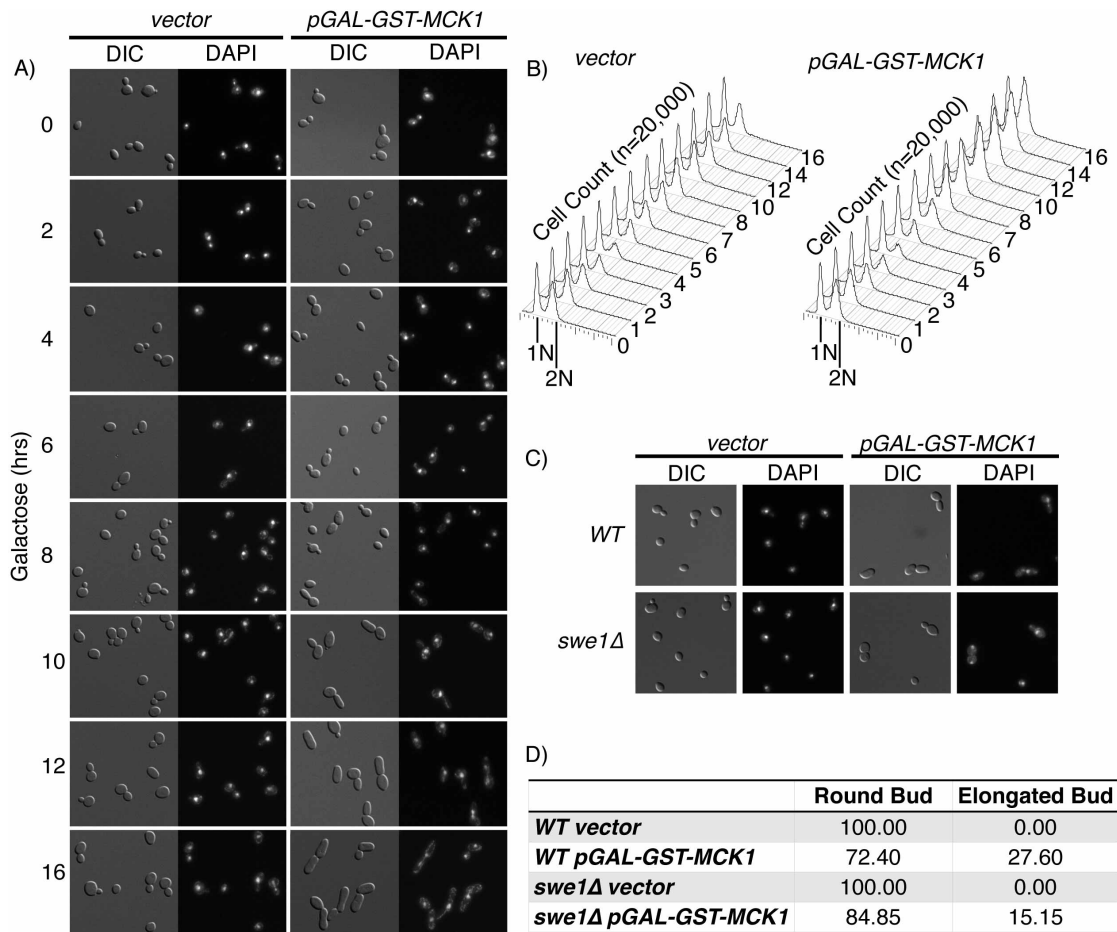 A)
vector pGAL-GST-MCK1
DIC DAPI DIC DAPI
Galactose (hrs)
0
2
4
6
8
10
12
16
B)
vector pGAL-GST-MCK1
Cell Count (n=20,000)
0 1 2 3 4 5 6 7 8 10 12 14 16
1N
2N
Cell Count (n=20,000)
0 1 2 3 4 5 6 7 8 10 12 14 16
1N
2N
C)
vector pGAL-GST-MCK1
DIC DAPI DIC DAPI
WT
swe1Δ
D)
Round Bud Elongated Bud
WT vector 100.00 0.00
WT pGAL-GST-MCK1 72.40 27.60
swe1Δ vector 100.00 0.00
swe1Δ pGAL-GST-MCK1 84.85 15.15